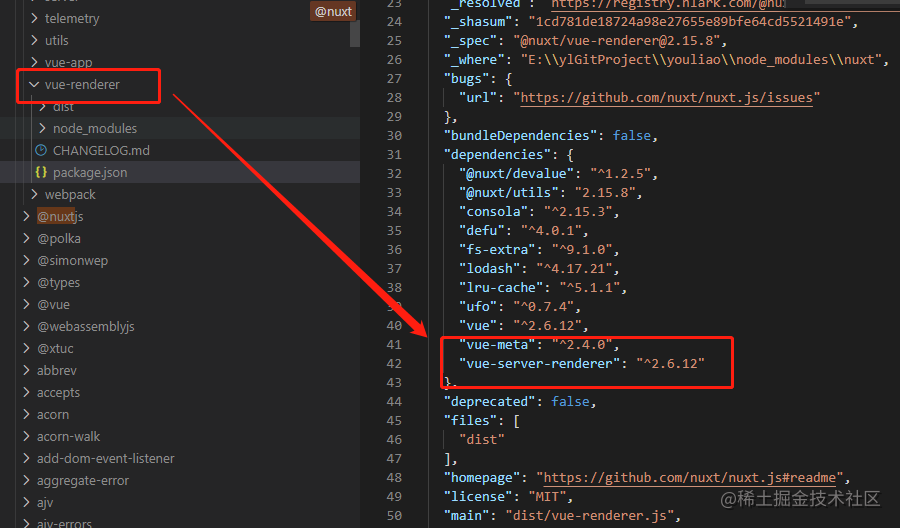 server
telemetry
utils
vue-app
vue-renderer
dist
node_modules
CHANGELOG.md
{} package.json
webpack
@nuxtjs
@polka
@simonwep
@types
@vue
@webassemblyjs
@xtuc
abbrev
accepts
acorn
acorn-walk
add-dom-event-listener
aggregate-error
ajv
ajv-errors
@nuxt
23 "_resolved": "https://registry.nlark.com/@nu
24 "_shasum": "1cd781de18724a98e27655e89bfe64cd5521491e",
25 "_spec": "@nuxt/vue-renderer@2.15.8",
26 "_where": "E:\\ylGitProject\\youliao\\node_modules\\nuxt",
27 "bugs": {
28 "url": "https://github.com/nuxt/nuxt.js/issues"
29 },
30 "bundleDependencies": false,
31 "dependencies": {
32 "@nuxt/devalue": "^1.2.5",
33 "@nuxt/utils": "2.15.8",
34 "consola": "^2.15.3",
35 "defu": "^4.0.1",
36 "fs-extra": "^9.1.0",
37 "lodash": "^4.17.21",
38 "lru-cache": "^5.1.1",
39 "ufo": "^0.7.4",
40 "vue": "^2.6.12",
41 "vue-meta": "^2.4.0",
42 "vue-server-renderer": "^2.6.12"
43 },
44 "deprecated": false,
45 "files": [
46 "dist"
47 ],
48 "homepage": "https://github.com/nuxt/nuxt.js#readme",
49 "license": "MIT",
50 "main": "dist/vue-renderer.js",
@稀土掘金技术社区